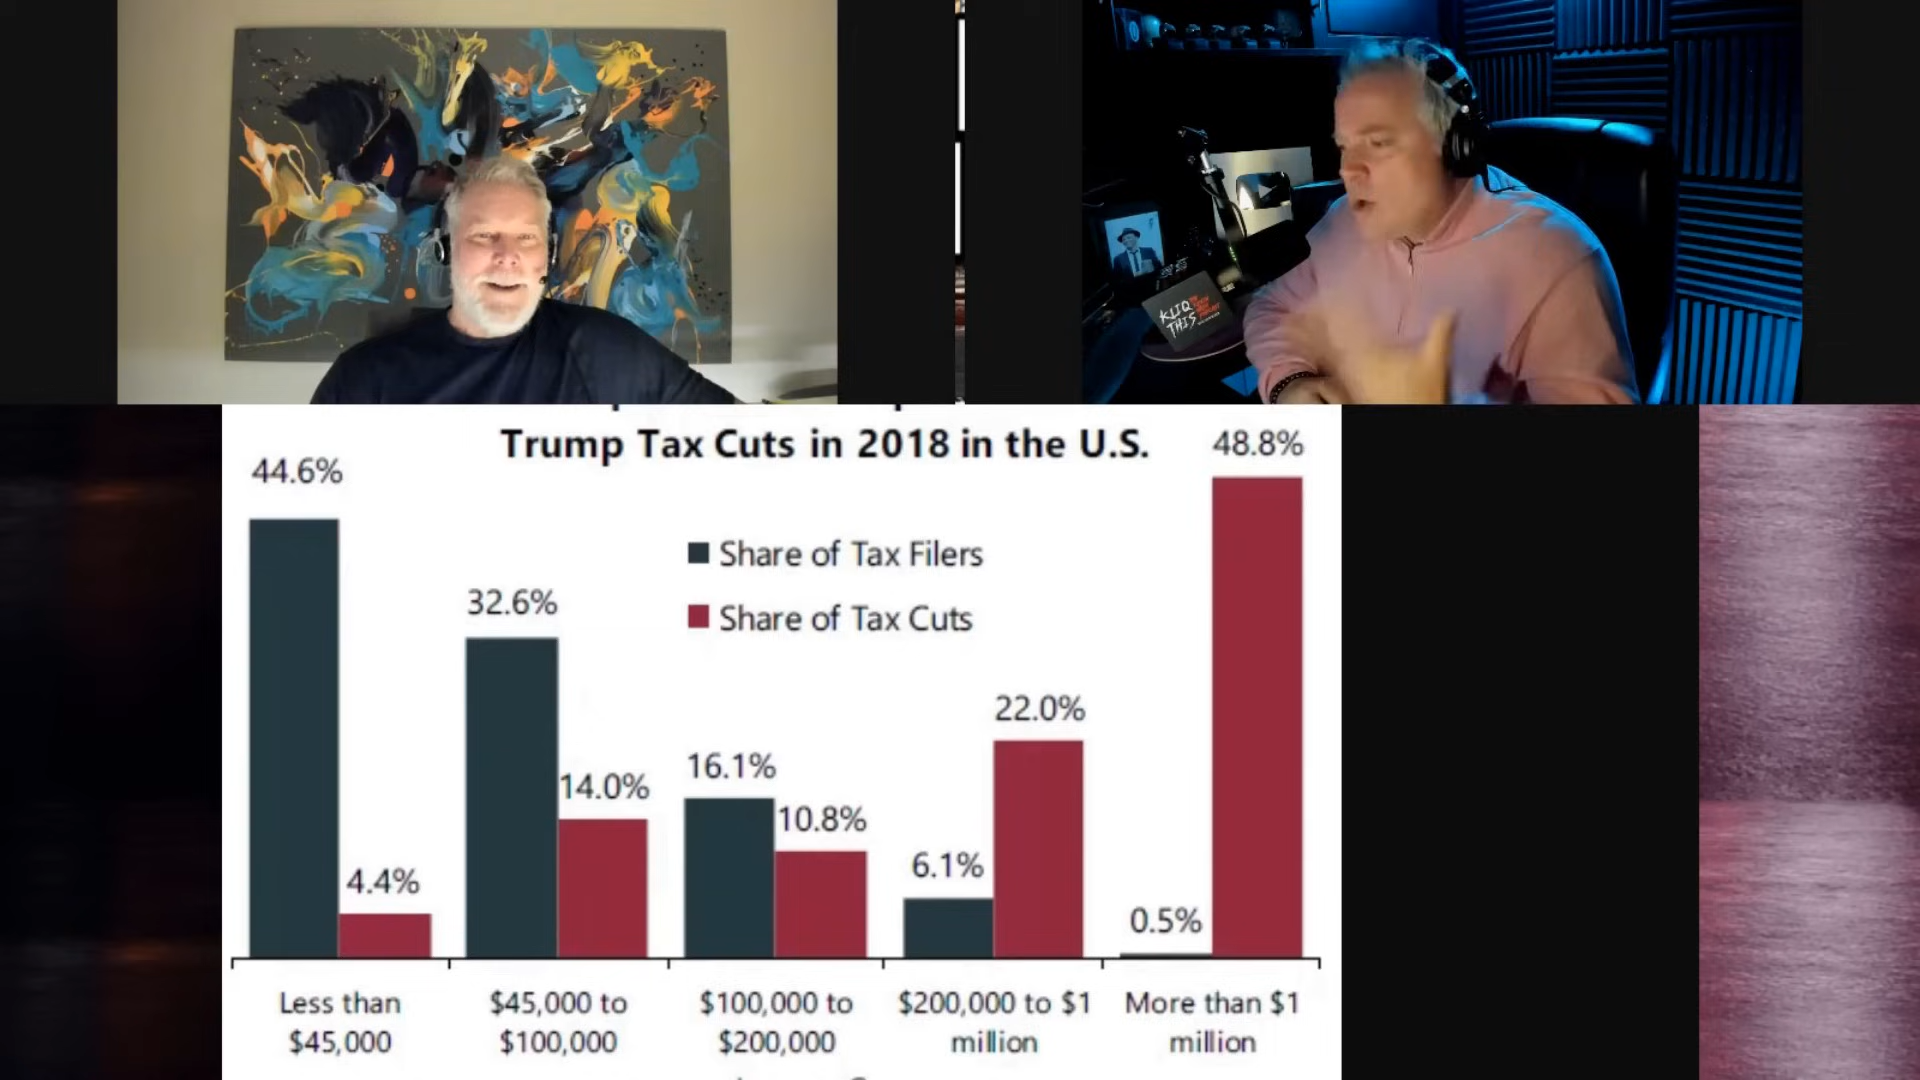 KLIQ
THIS
Trump Tax Cuts in 2018 in the U.S.
44.6%
48.8%
Share of Tax Filers
Share of Tax Cuts
32.6%
22.0%
14.0%
16.1%
10.8%
6.1%
4.4%
0.5%
Less than
$45,000
$45,000 to
$100,000
$100,000 to
$200,000
$200,000 to $1
million
More than $1
million